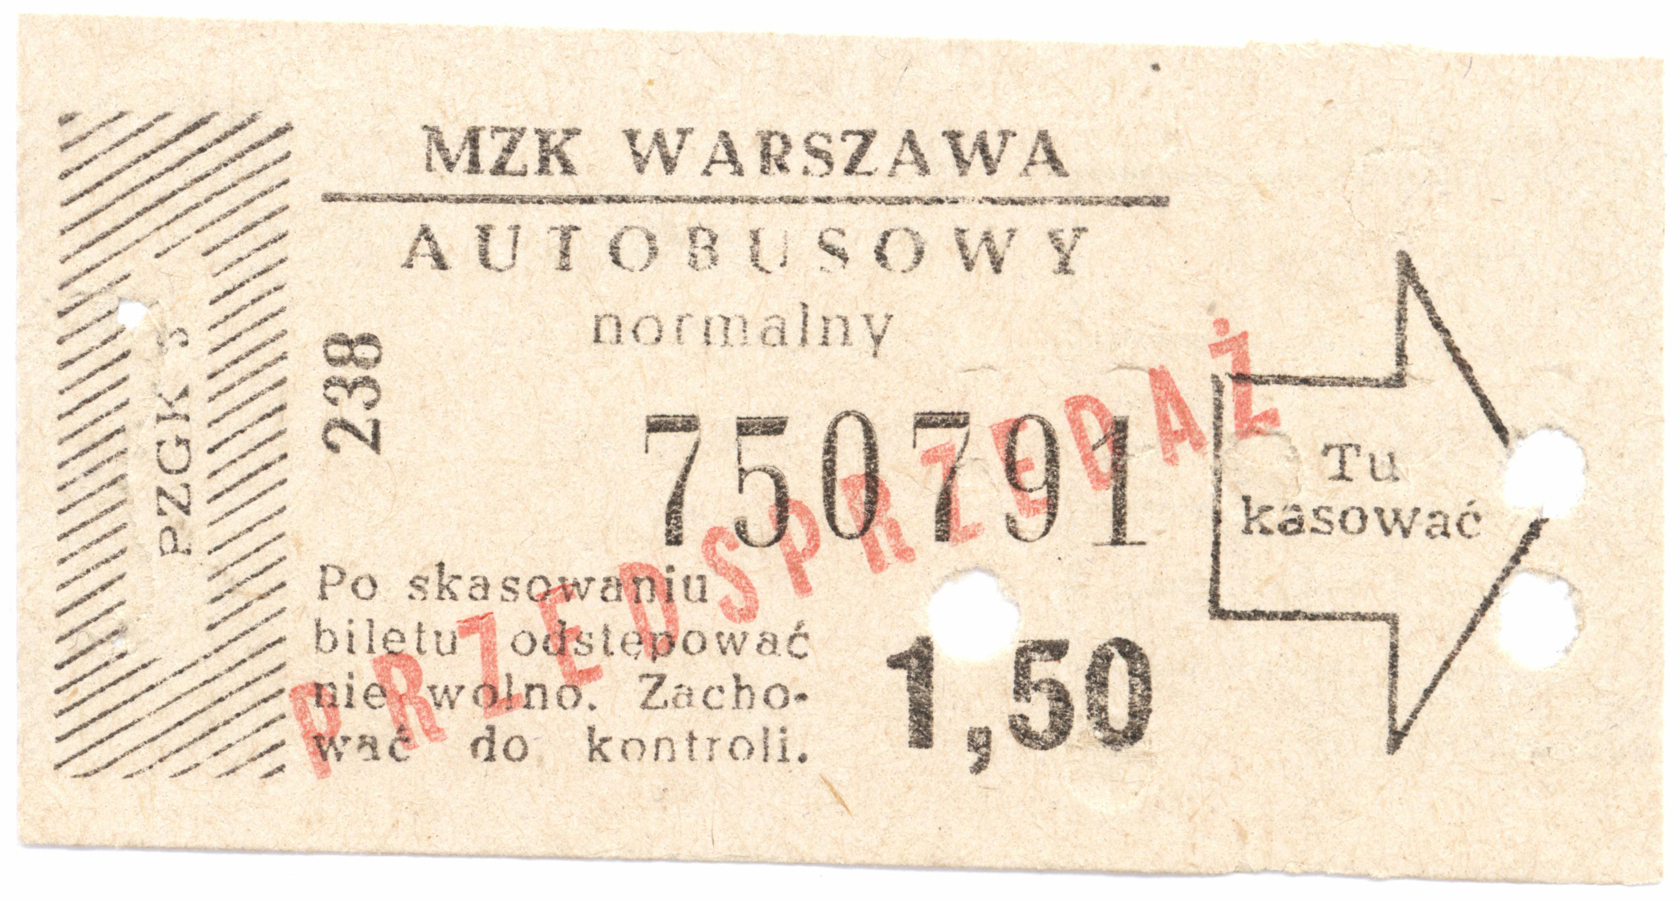 MZK WARSZAWA
AUTOBUSOWY
normalny
PZGK 3
238
750791
PRZEDSPRZEDAŻ
Tu
kasować
Po skasowaniu
biletu odstępować
nie wolno. Zacho-
wać do kontroli.
1,50